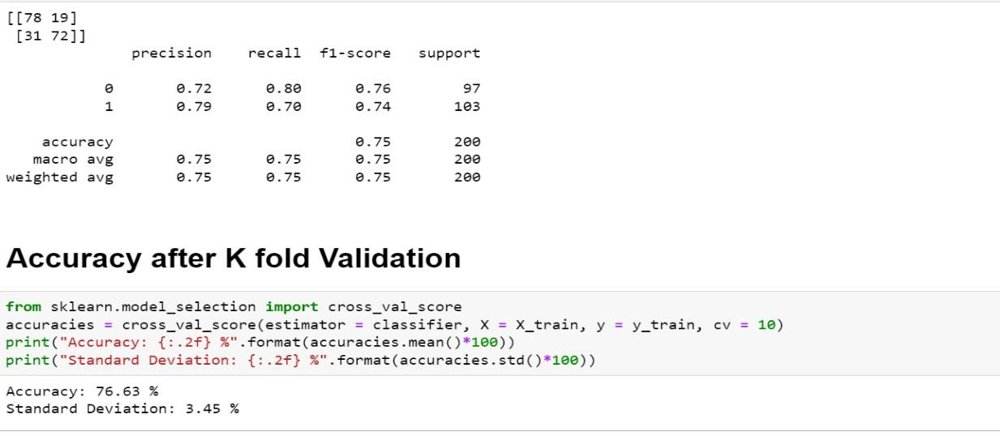 [[78 19]
 [31 72]]
              precision    recall  f1-score   support

           0       0.72      0.80      0.76        97
           1       0.79      0.70      0.74       103

    accuracy                           0.75       200
   macro avg       0.75      0.75      0.75       200
weighted avg       0.75      0.75      0.75       200

Accuracy after K fold Validation
from sklearn.model_selection import cross_val_score
accuracies = cross_val_score(estimator = classifier, X = X_train, y = y_train, cv = 10)
print("Accuracy: {:.2f} %".format(accuracies.mean()*100))
print("Standard Deviation: {:.2f} %".format(accuracies.std()*100))
Accuracy: 76.63 %
Standard Deviation: 3.45 %